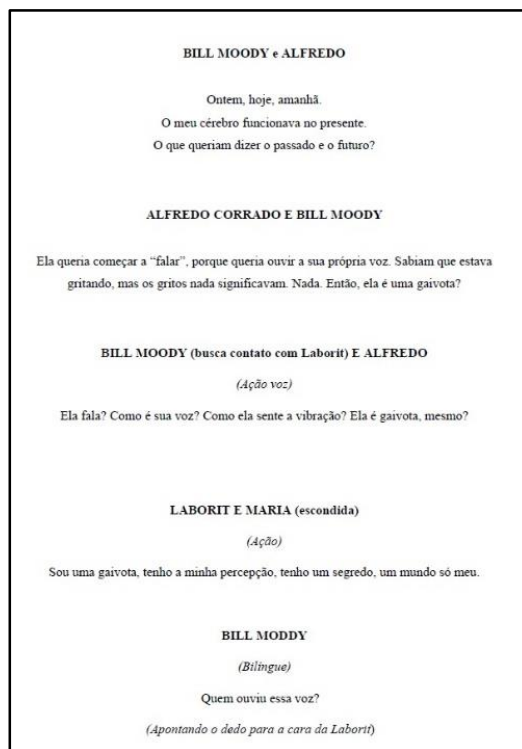 BILL MOODY e ALFREDO
Ontem, hoje, amanhã.
O meu cérebro funcionava no presente.
O que queriam dizer o passado e o futuro?
ALFREDO CORRADO E BILL MOODY
Ela queria começar a “falar”, porque queria ouvir a sua própria voz. Sabiam que estava
gritando, mas os gritos nada significavam. Nada. Então, ela é uma gaivota?
BILL MOODY (busca contato com Laborit) E ALFREDO
(Ação voz)
Ela fala? Como é sua voz? Como ela sente a vibração? Ela é gaivota, mesmo?
LABORIT E MARIA (escondida)
(Ação)
Sou uma gaivota, tenho a minha percepção, tenho um segredo, um mundo só meu.
BILL MODDY
(Bilíngue)
Quem ouviu essa voz?
(Apontando o dedo para a cara da Laborit)